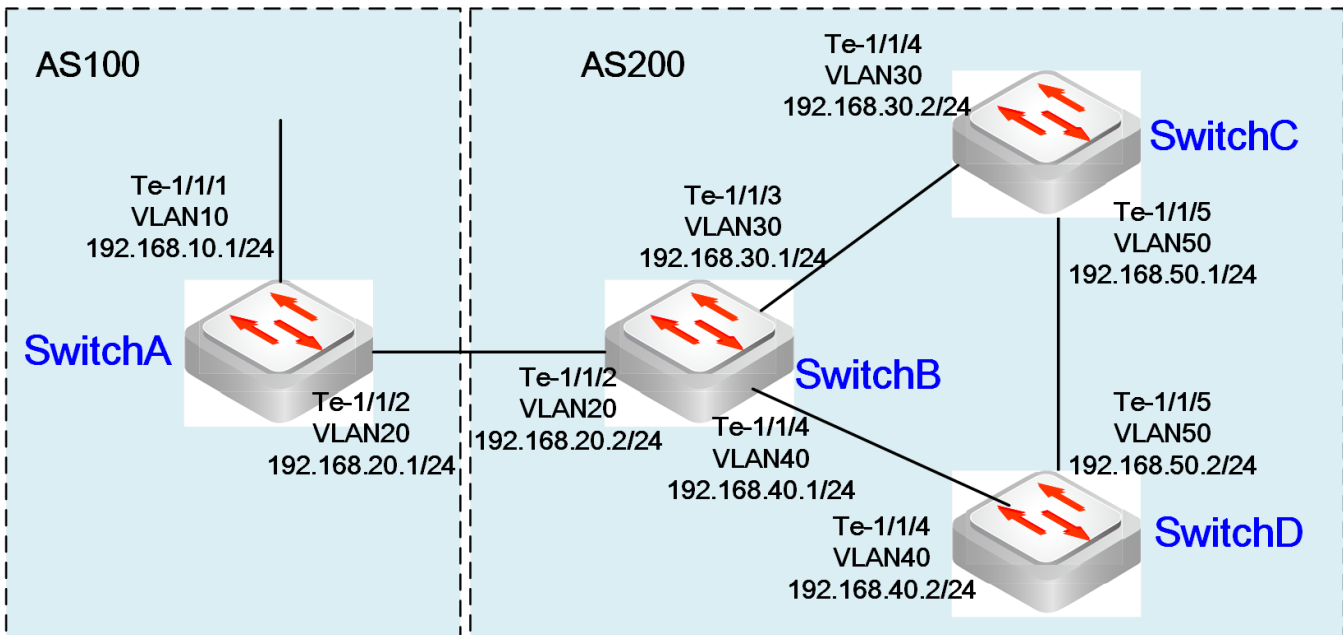 AS100
AS200
Te-1/1/4
VLAN30
192.168.30.2/24
SwitchC
Te-1/1/1
VLAN10
192.168.10.1/24
Te-1/1/3
VLAN30
192.168.30.1/24
Te-1/1/5
VLAN50
192.168.50.1/24
SwitchA
Te-1/1/2
VLAN20
192.168.20.1/24
Te-1/1/2
VLAN20
192.168.20.2/24
SwitchB
Te-1/1/4
VLAN40
192.168.40.1/24
Te-1/1/5
VLAN50
192.168.50.2/24
Te-1/1/4
VLAN40
192.168.40.2/24
SwitchD